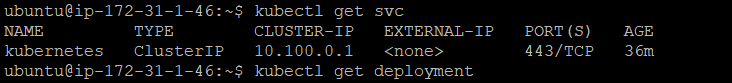 ubuntu@ip-172-31-1-46:~$ kubectl get svc
NAME TYPE CLUSTER-IP EXTERNAL-IP PORT(S) AGE
kubernetes ClusterIP 10.100.0.1 <none> 443/TCP 36m
ubuntu@ip-172-31-1-46:~$ kubectl get deployment